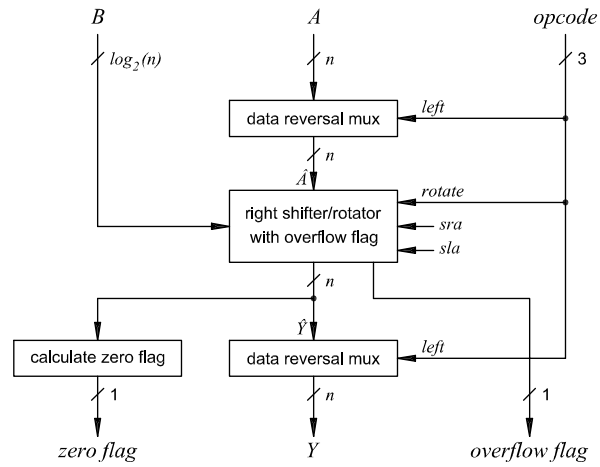 B A opcode
log₂(n) n 3
data reversal mux left
n
Â
right shifter/rotator rotate
with overflow flag sra
sla
n
Ŷ
calculate zero flag data reversal mux left
1 n 1
zero flag Y overflow flag